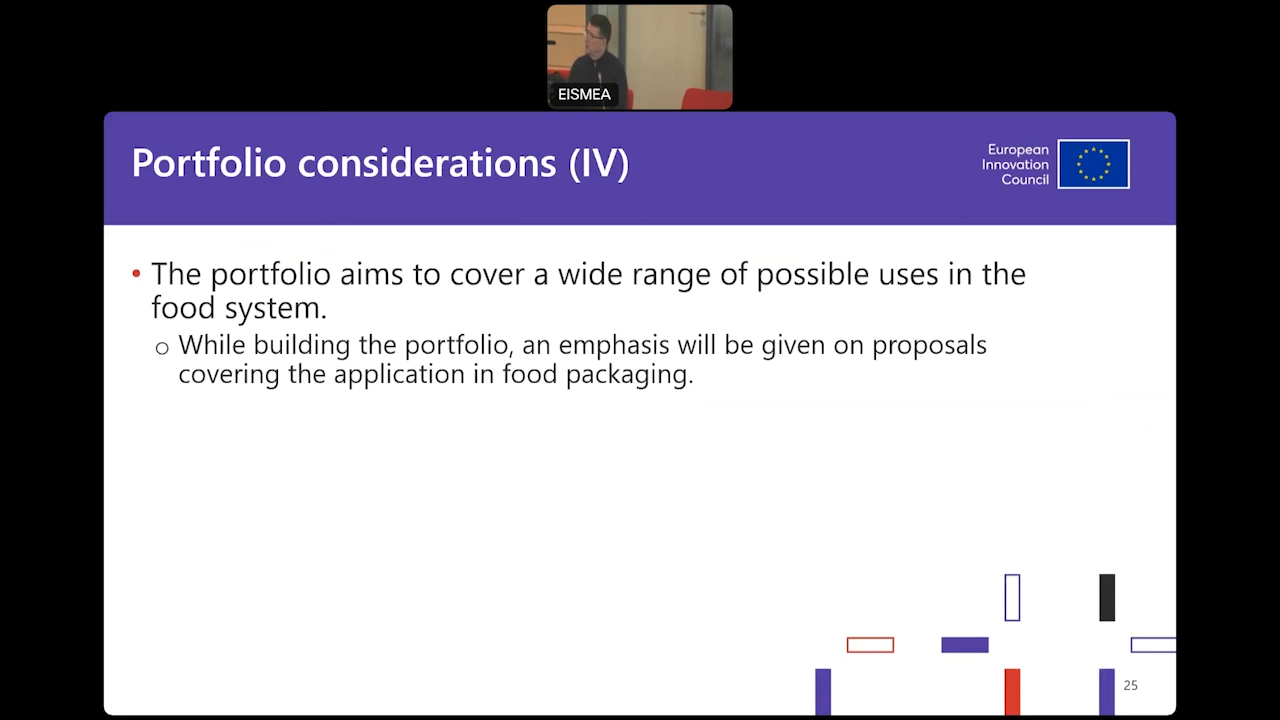 EISMEA
Portfolio considerations (IV)
European
Innovation
Council
• The portfolio aims to cover a wide range of possible uses in the
food system.
o While building the portfolio, an emphasis will be given on proposals
covering the application in food packaging.
25